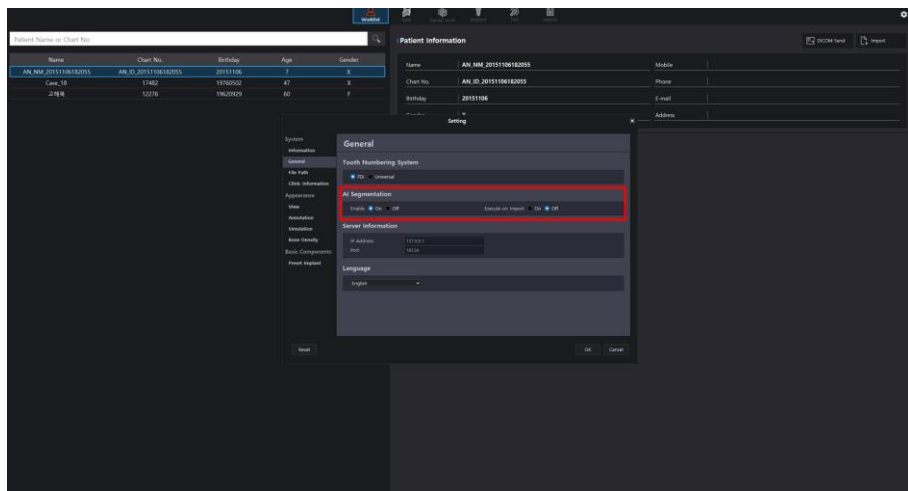 Worklist
Patient Name or Chart No.
Patient Information
DICOM Send
Import
Name Chart No. Birthday Age Gender
AN_NM_20151106182055 AN_ID_20151106182055 20151106 7 X
Case_18 17482 19760502 47 X
12276 19620929 60 F
Name AN_NM_20151106182055 Mobile
Chart No. AN_ID_20151106182055 Phone
Birthday 20151106 E-mail
Gender X Address
Setting
System
Information
General
File Path
Clinic Information
Appearance
View
Annotation
Simulation
Bone Density
Basic Components
Preset Implant
General
Tooth Numbering System
FDI Universal
AI Segmentation
Enable On Off Execute on Import On Off
Server Information
IP Address
Port
Language
English
Reset OK Cancel